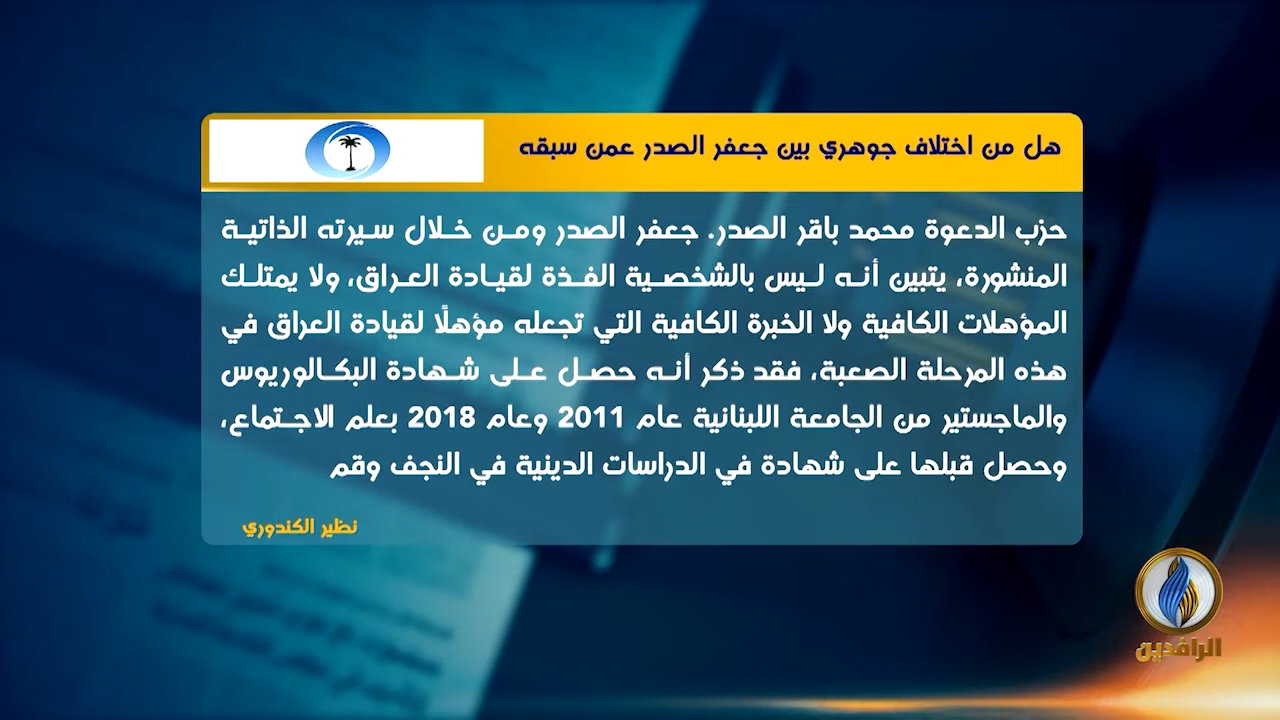 هل من اختلاف جوهري بين جعفر الصدر عمن سبقه
حزب الدعوة محمد باقر الصدر. جعفر الصدر ومن خلال سيرته الذاتية
المنشورة، يتبين أنه ليس بالشخصية الفذة لقيادة العراق، ولا يمتلك
المؤهلات الكافية ولا الخبرة الكافية التي تجعله مؤهلًا لقيادة العراق في
هذه المرحلة الصعبة، فقد ذكر أنه حصل على شهادة البكالوريوس
والماجستير من الجامعة اللبنانية عام 2011 وعام 2018 بعلم الاجتماع،
وحصل قبلها على شهادة في الدراسات الدينية في النجف وقم
نظير الكندوري
الرافدين